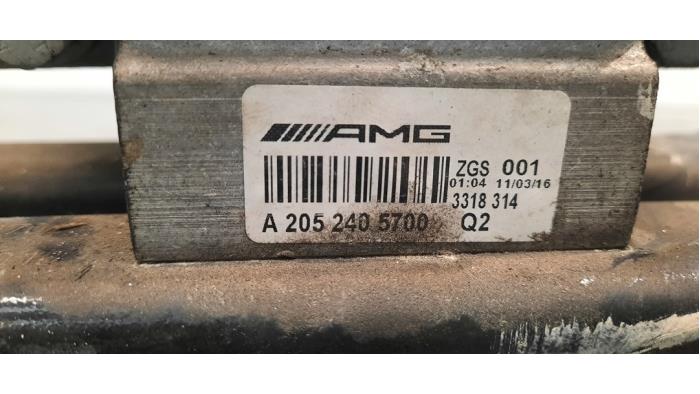 AMG
ZGS 001
01:04 11/03/16
3318 314
A 205 240 5700 Q2